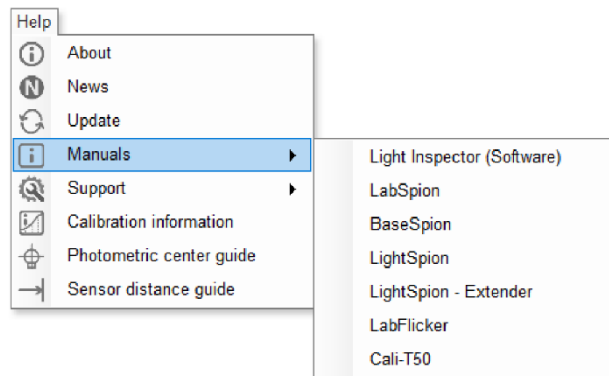 Help
About
News
Update
Manuals
Support
Calibration information
Photometric center guide
Sensor distance guide
Light Inspector (Software)
LabSpion
BaseSpion
LightSpion
LightSpion - Extender
LabFlicker
Cali-T50